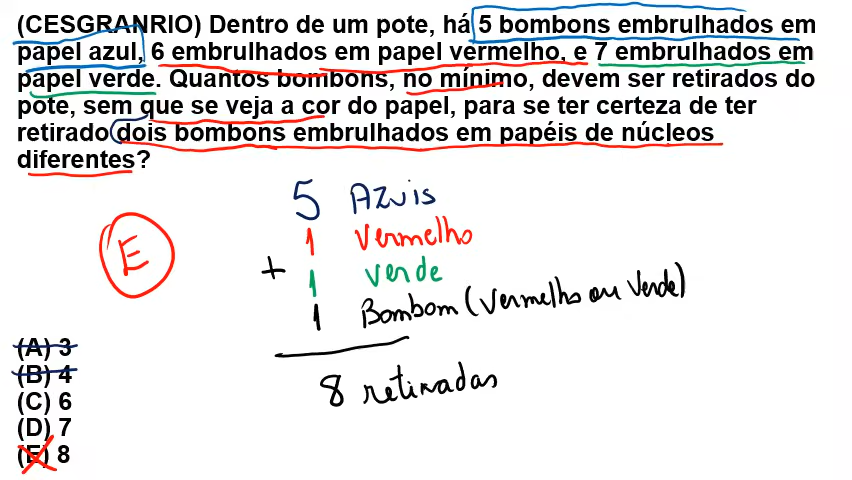 (CESGRANRIO) Dentro de um pote, há 5 bombons embrulhados em
papel azul, 6 embrulhados em papel vermelho, e 7 embrulhados em
papel verde. Quantos bombons, no mínimo, devem ser retirados do
pote, sem que se veja a cor do papel, para se ter certeza de ter
retirado dois bombons embrulhados em papéis de núcleos
diferentes?
5 Azuis
1 Vermelho
+ 1 verde
1 Bombom (Vermelho ou Verde)
8 retiradas
E
(A) 3
(B) 4
(C) 6
(D) 7
(E) 8